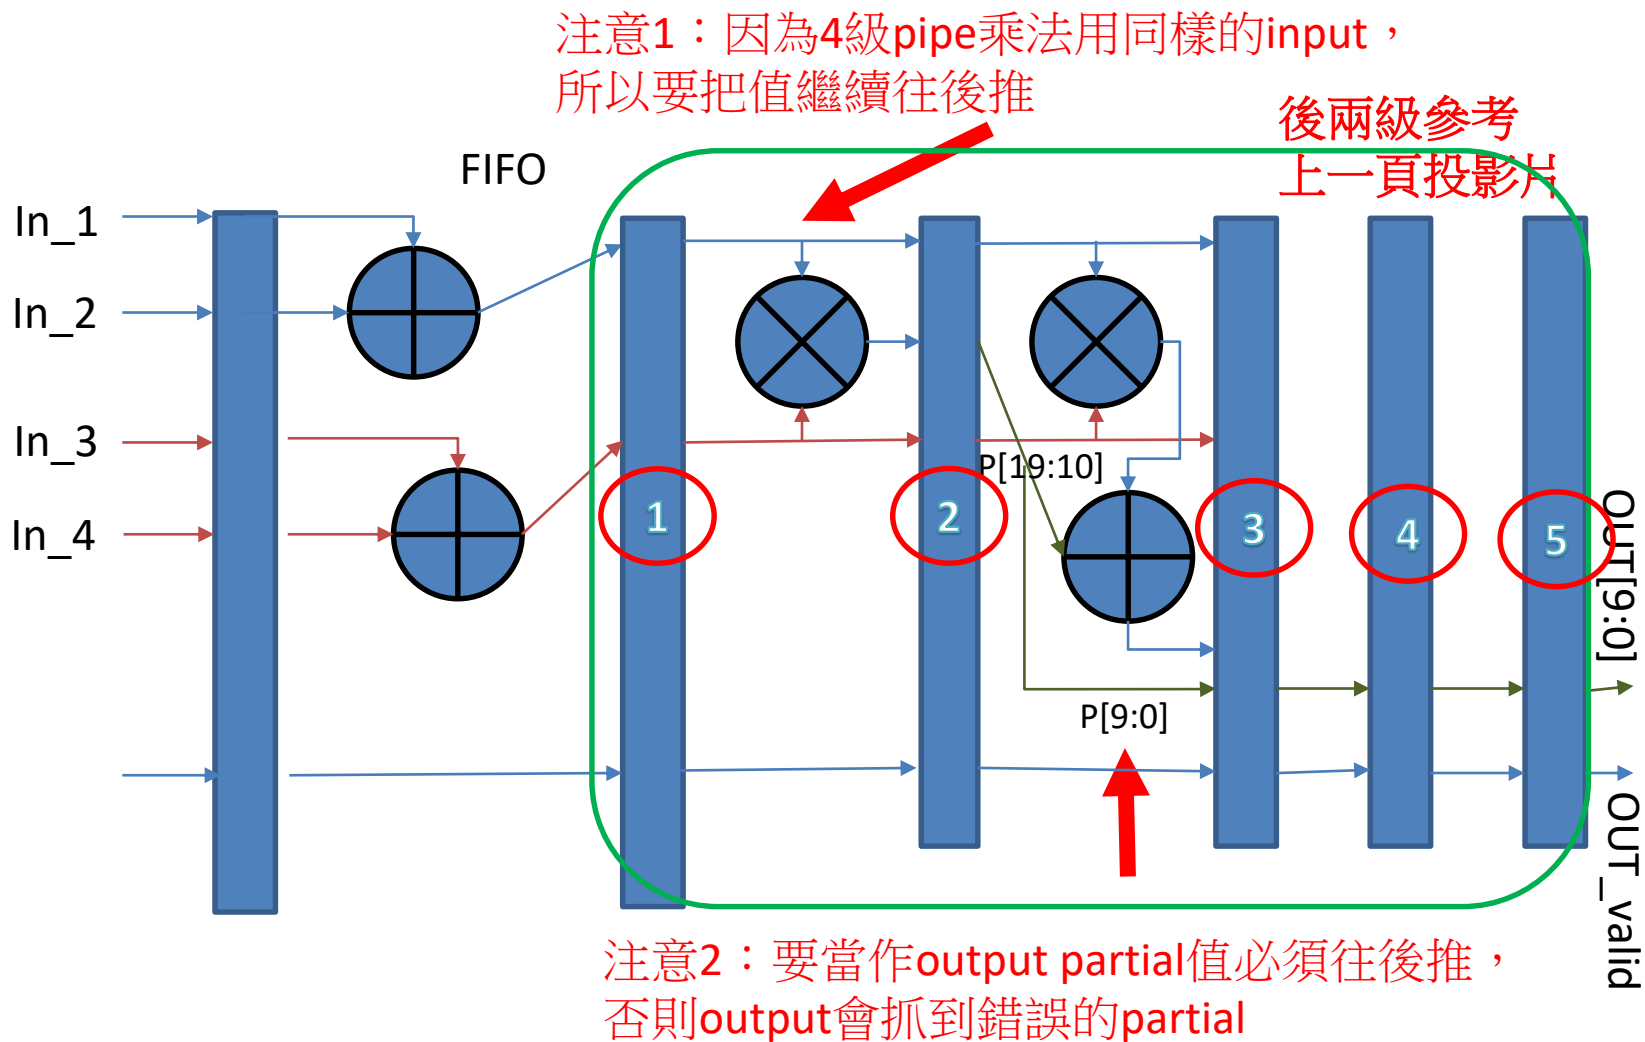 注意1：因為4級pipe乘法用同樣的input，
所以要把值繼續往後推
後兩級參考
上一頁投影片
FIFO
In_1
In_2
In_3
In_4
P[19:10]
1
2
3
4
5
OUT[9:0]
P[9:0]
OUT_valid
注意2：要當作output partial值必須往後推，
否則output會抓到錯誤的partial